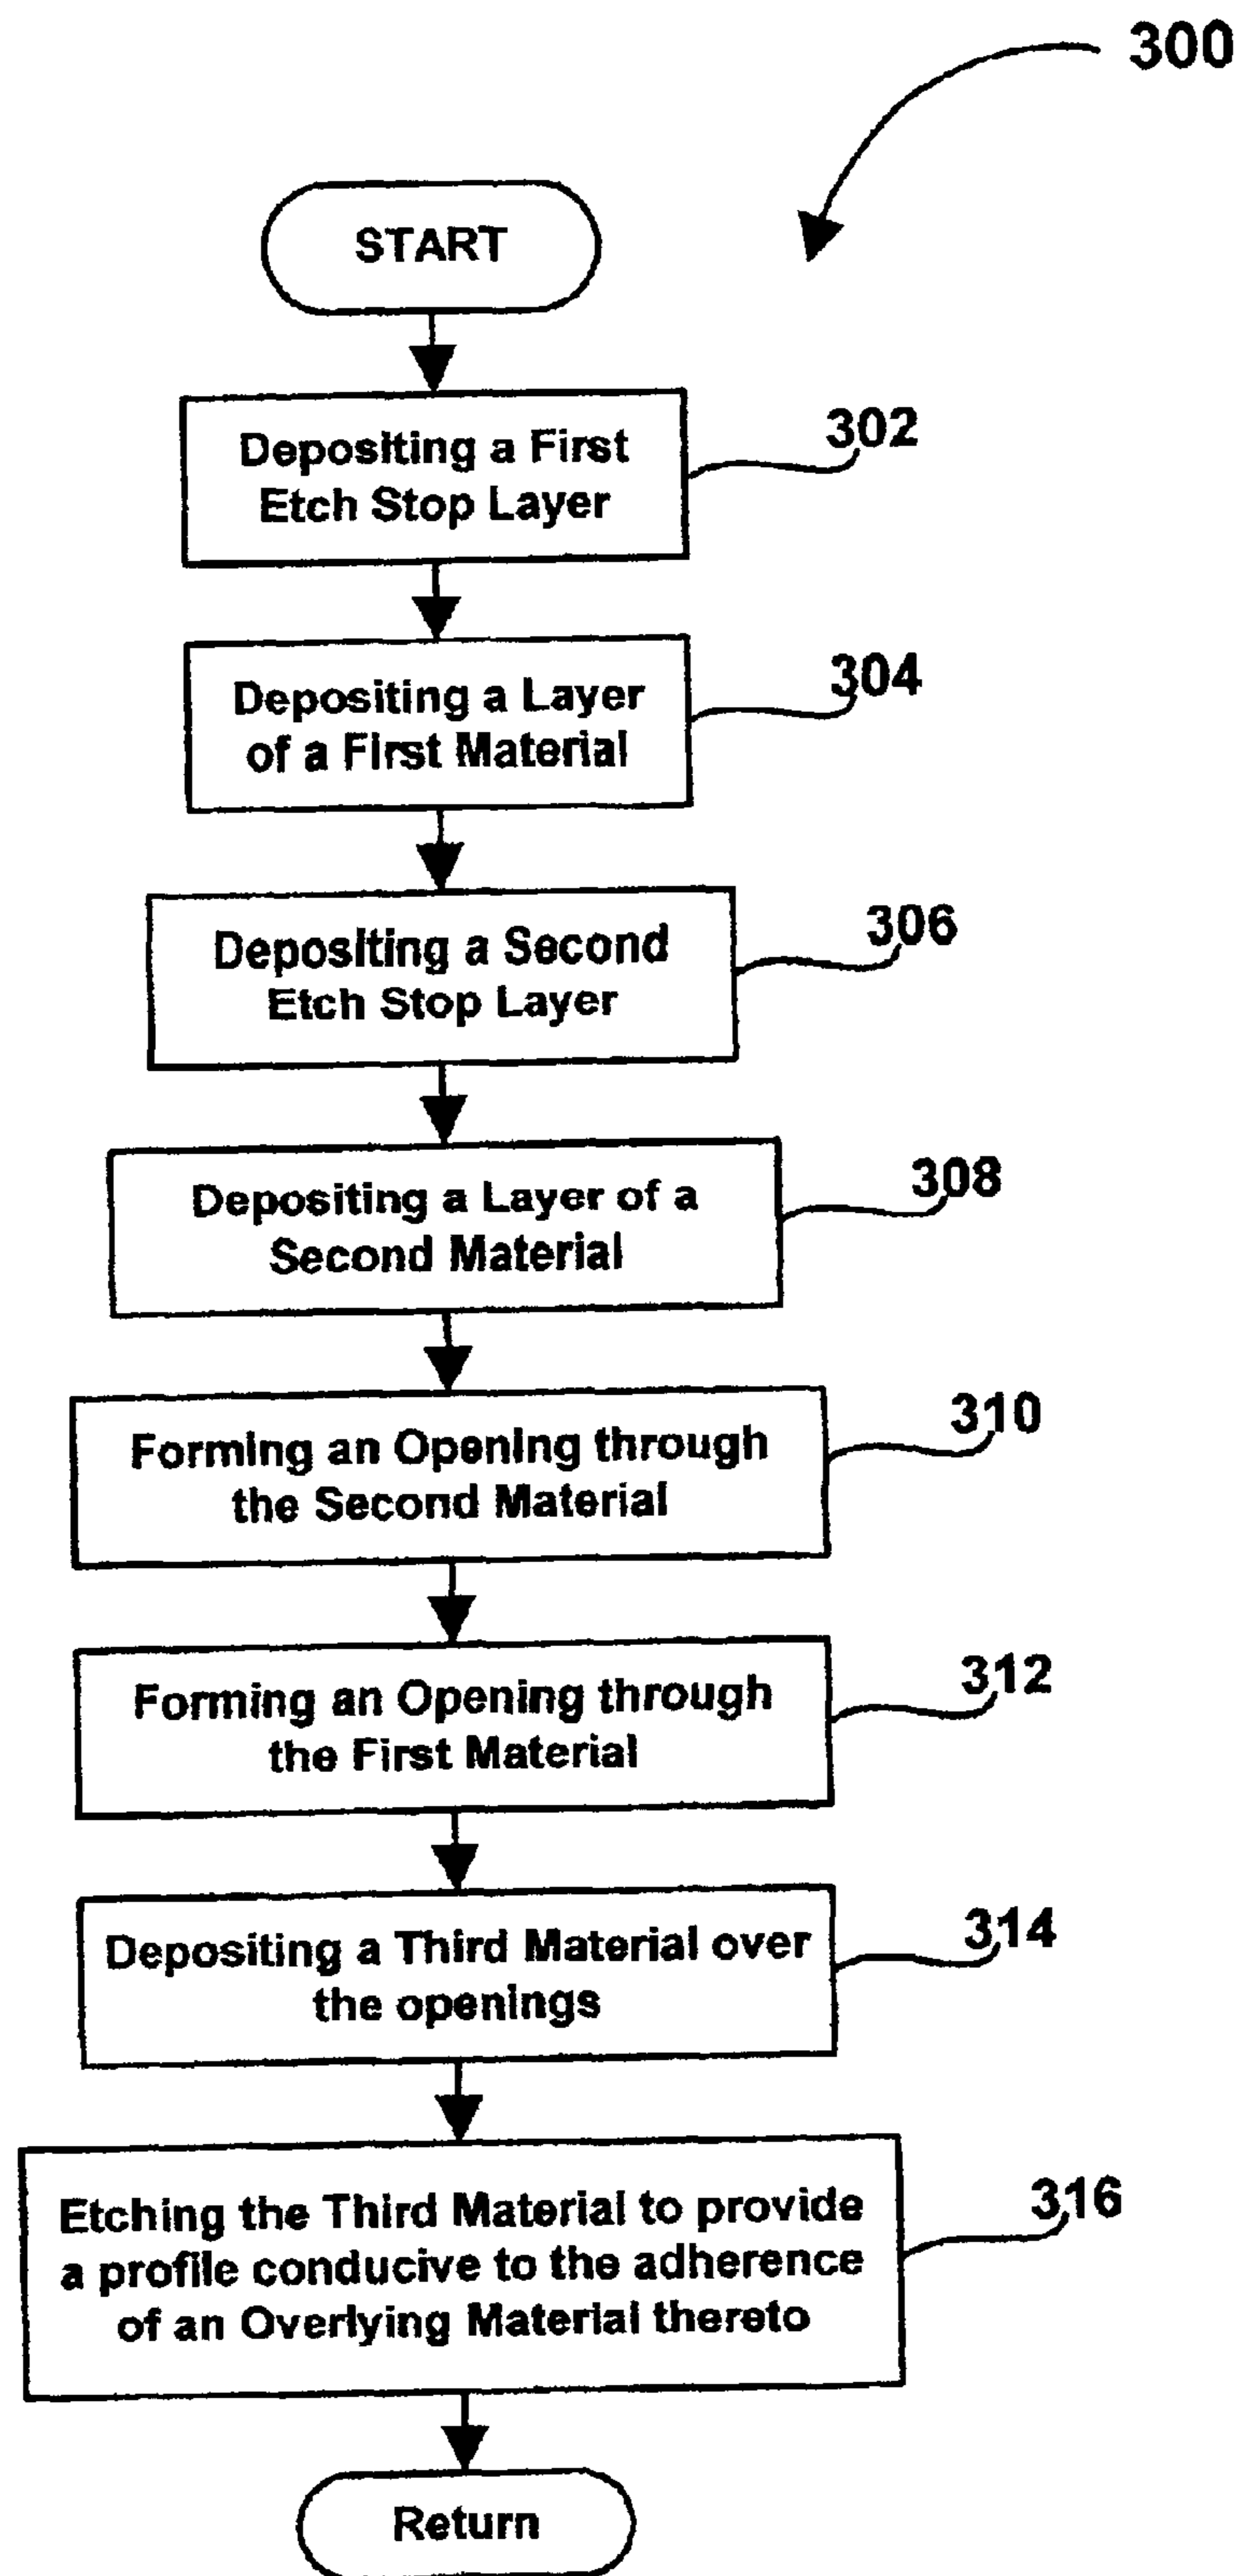 300
START
Depositing a First
Etch Stop Layer
302
Depositing a Layer
of a First Material
304
Depositing a Second
Etch Stop Layer
306
Depositing a Layer of a
Second Material
308
Forming an Opening through
the Second Material
310
Forming an Opening through
the First Material
312
Depositing a Third Material over
the openings
314
Etching the Third Material to provide
a profile conducive to the adherence
of an Overlying Material thereto
316
Return